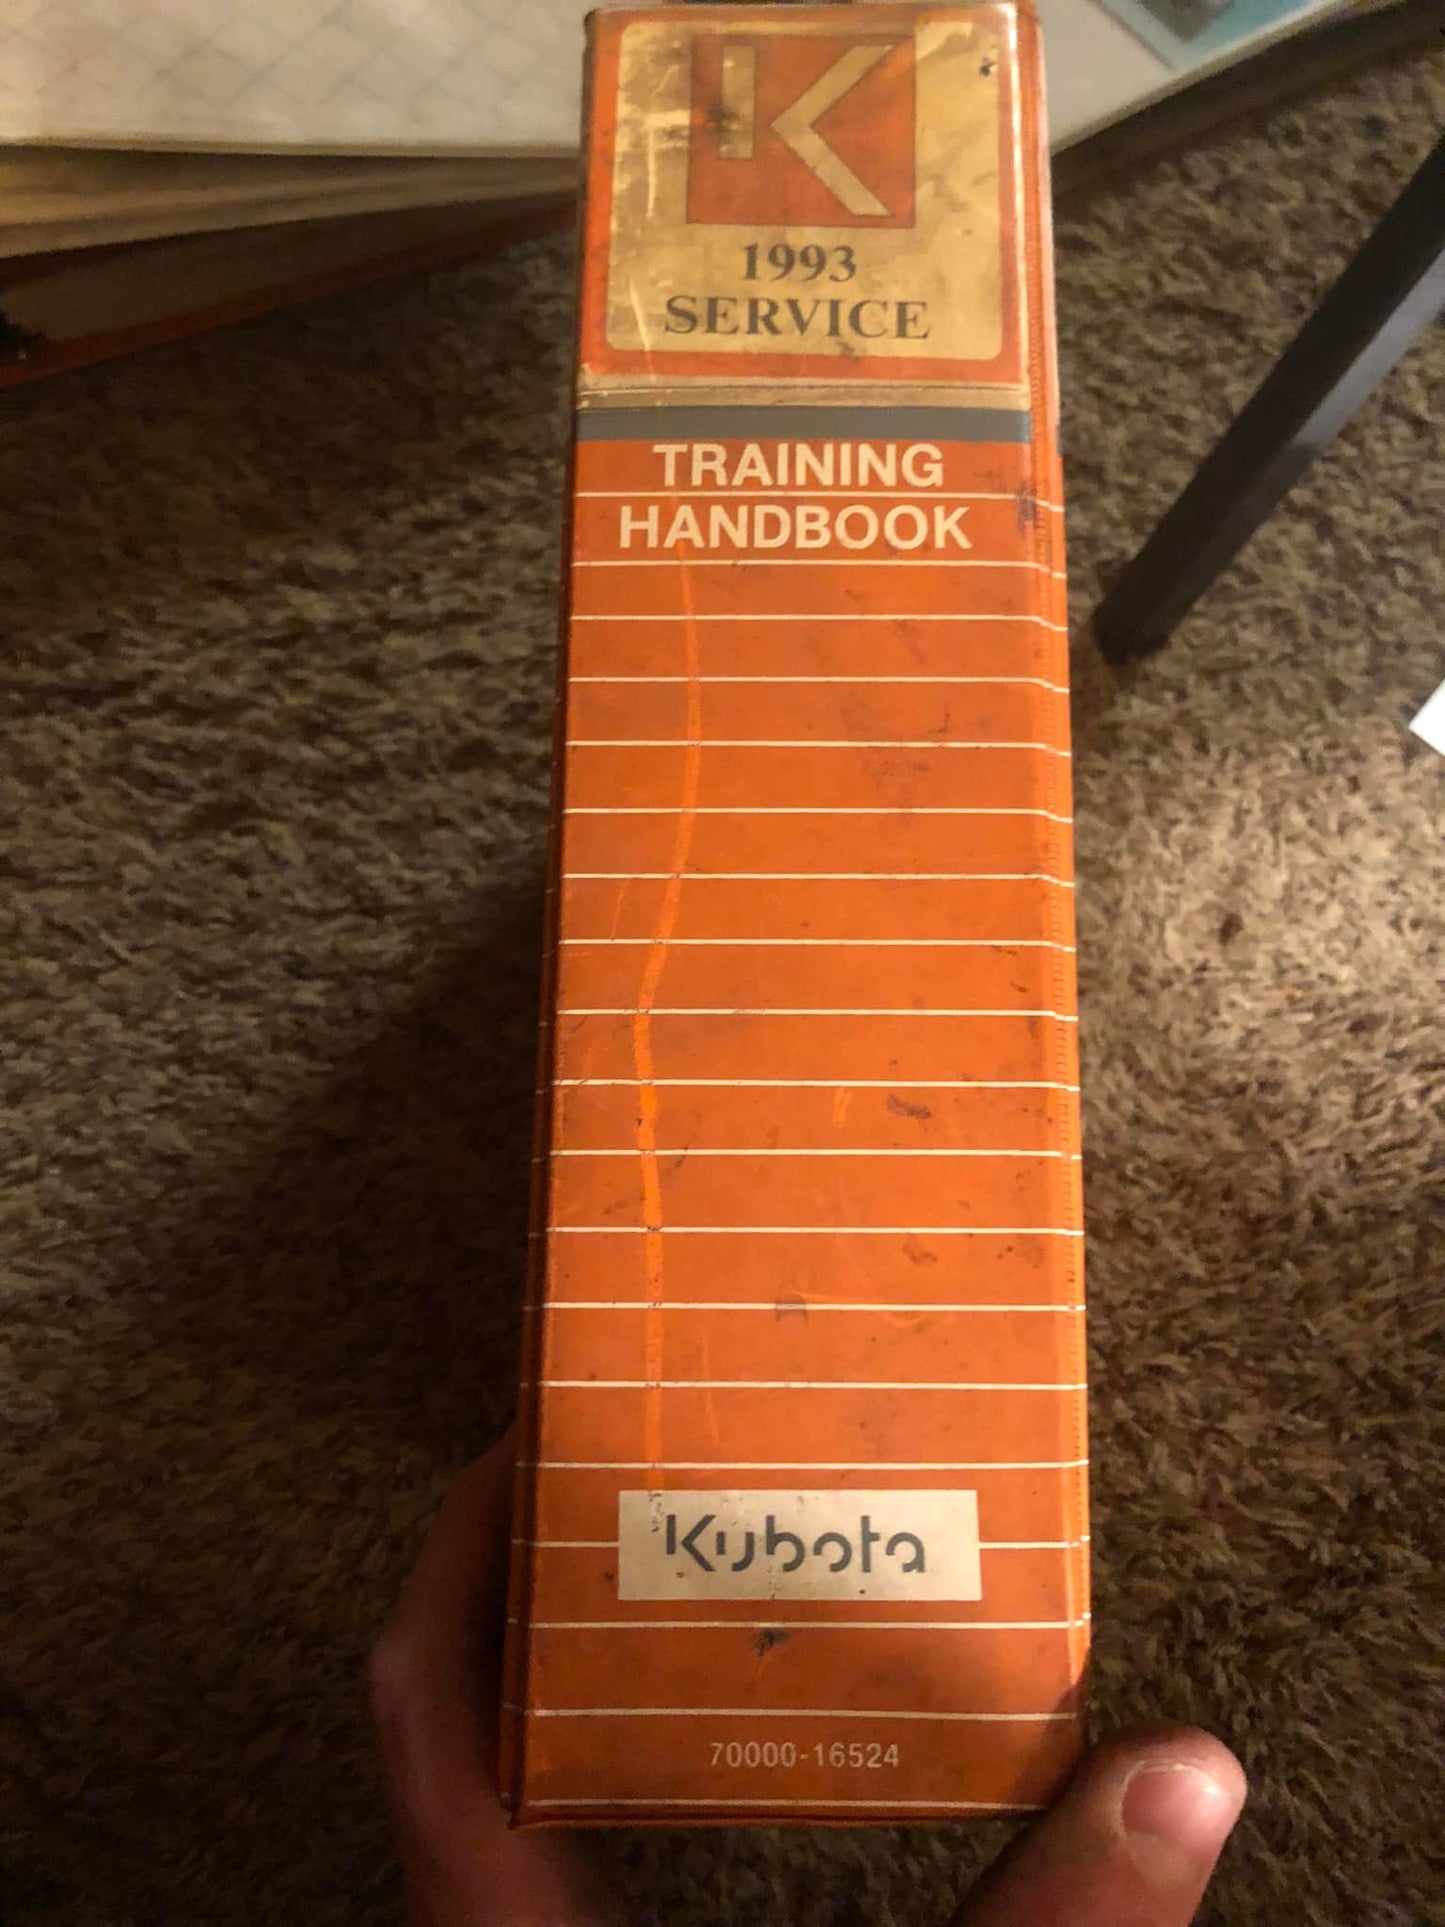 K
1993
SERVICE
TRAINING
HANDBOOK
Kubota
70000-16524